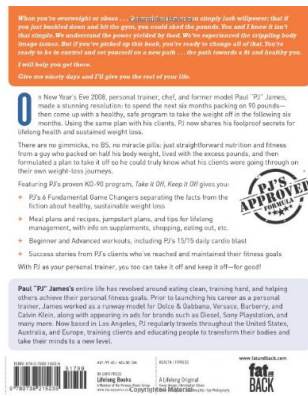 When you're overweight or obese . . . you simply lack willpower; that if
you just buckled down and hit the gym, you could shed the pounds. You and I know it isn't
that simple. We understand the power yielded by food. We've experienced the crippling body
image issues. But if you've picked up this book, you're ready to change all of that. You're
ready to be in control and set yourself on a new path . . . the path towards a fit and healthy you.
I will help you get there.
Give me ninety days and I'll give you the rest of your life.
On New Year's Eve 2008, personal trainer, chef, and former model Paul "PJ" James,
made a stunning resolution: to spend the next six months packing on 90 pounds—
then come up with a healthy, safe program to take the weight off in the following six
months. Using the same plan with his clients, PJ now shares his foolproof secrets for
lifelong health and sustained weight loss.
There are no gimmicks, no BS, no miracle pills: just straightforward nutrition and fitness
from a guy who packed on half his body weight, lived with the excess pounds, and then
formulated a plan to take it off so he could truly know what his clients were going through on
their own weight-loss journeys.
Featuring PJ's proven KO-90 program, Take it Off, Keep it Off gives you:
+ PJ's 6 Fundamental Game Changers separating the facts from the
fiction about healthy, sustainable weight loss
+ Meal plans and recipes, jumpstart plans, and tips for lifelong
management, with info on supplements, shopping, eating out, etc.
+ Beginner and Advanced workouts, including PJ's 15/15 daily cardio blast
+ Success stories from PJ's clients who've reached and maintained their fitness goals
PJ'S
APPROVED
FORMULA
With PJ as your personal trainer, you too can take it off and keep it off—for good!
Paul "PJ" James's entire life has revolved around eating clean, training hard, and helping
others achieve their personal fitness goals. Prior to launching his career as a personal
trainer, James worked as a runway model for Dolce & Gabbana, Versace, Burberry, and
Calvin Klein, along with appearing in ads for brands such as Diesel, Sony Playstation, and
many more. Now based in Los Angeles, PJ regularly travels throughout the United States,
Australia, and Europe, training clients and educating people to transform their bodies and
take their minds to a new level.
HEALTH / FITNESS
www.fatandback.com
51799
Lifelong Books
A Lifelong Original
fat
and
BACK